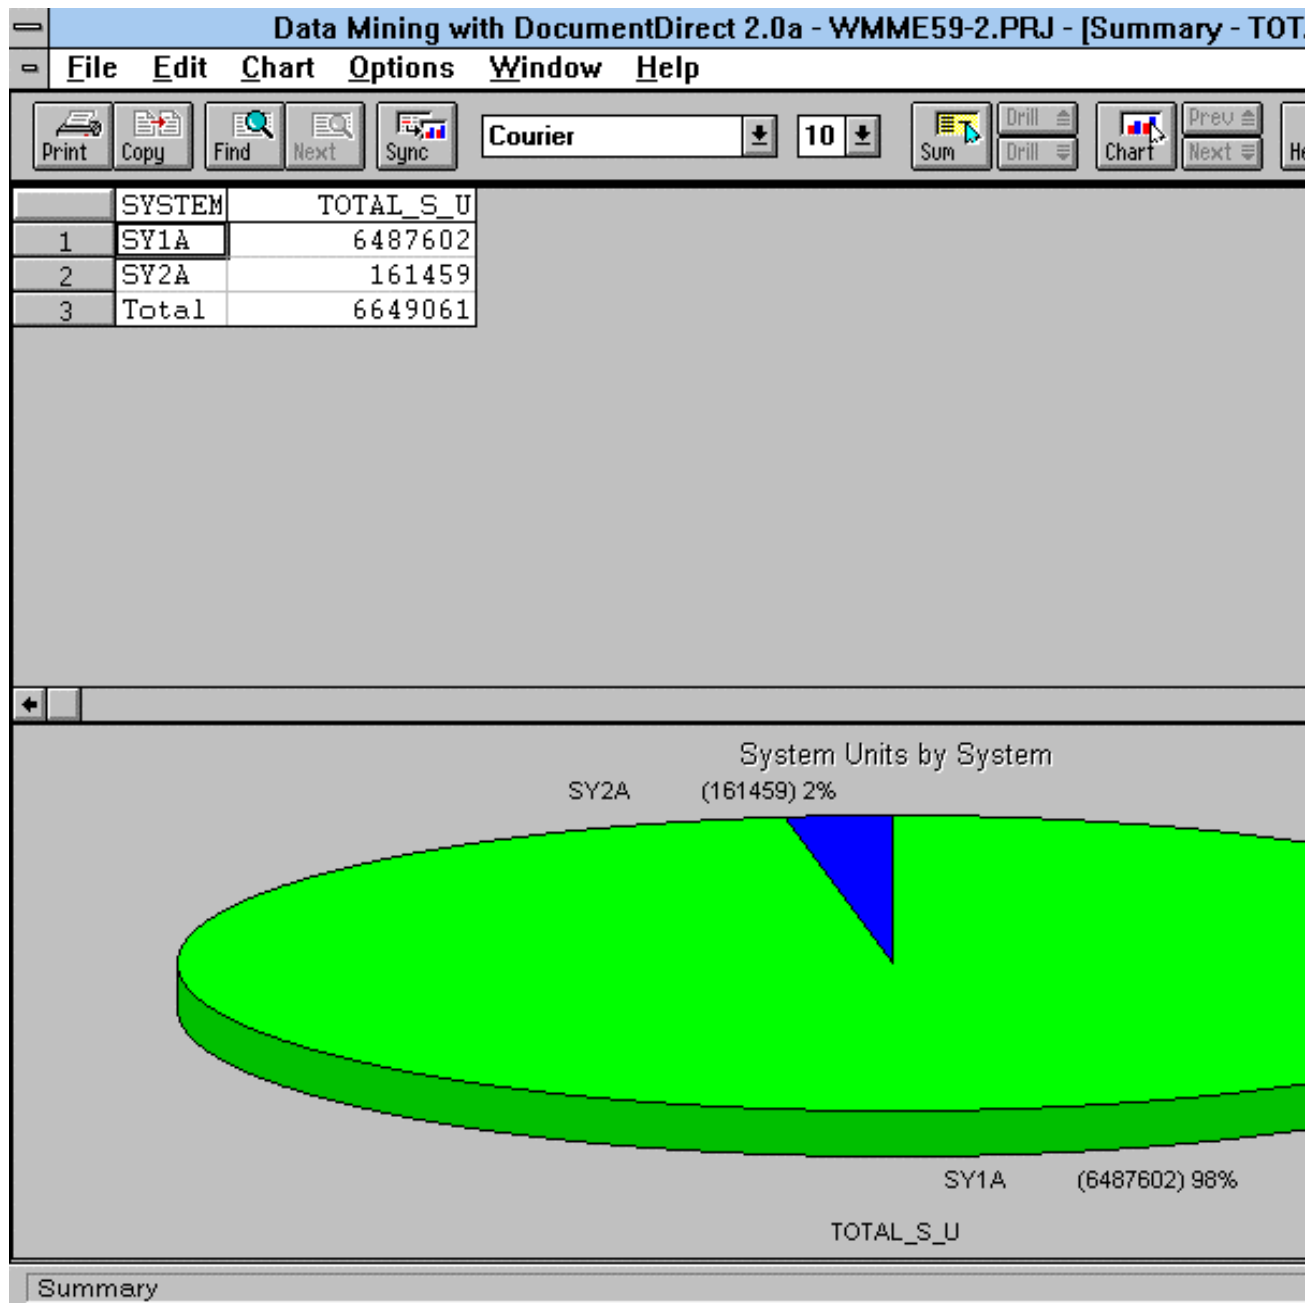 Data Mining with DocumentDirect 2.0a - WMME59-2.PRJ - [Summary - TOT
File Edit Chart Options Window Help
Print Copy Find Next Sync Courier 10 Sum Drill Drill Chart Prev Next He
SYSTEM TOTAL_S_U
1 SY1A 6487602
2 SY2A 161459
3 Total 6649061
System Units by System
SY2A (161459) 2%
SY1A (6487602) 98%
TOTAL_S_U
Summary